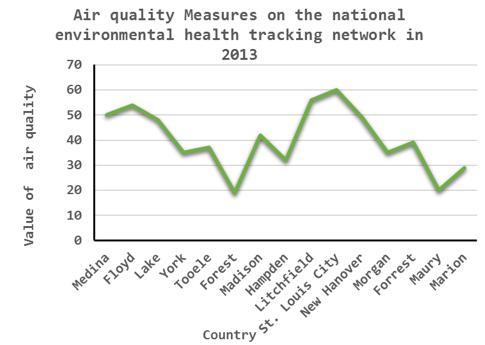 Air quality Measures on the national
environmental health tracking network in
2013
Value of  air quality
70
60
50
40
30
20
10
0
Medina
Floyd
Lake
York
Tooele
Forest
Madison
Hampden
Litchfield
St. Louis City
New Hanover
Morgan
Forrest
Maury
Marion
Country